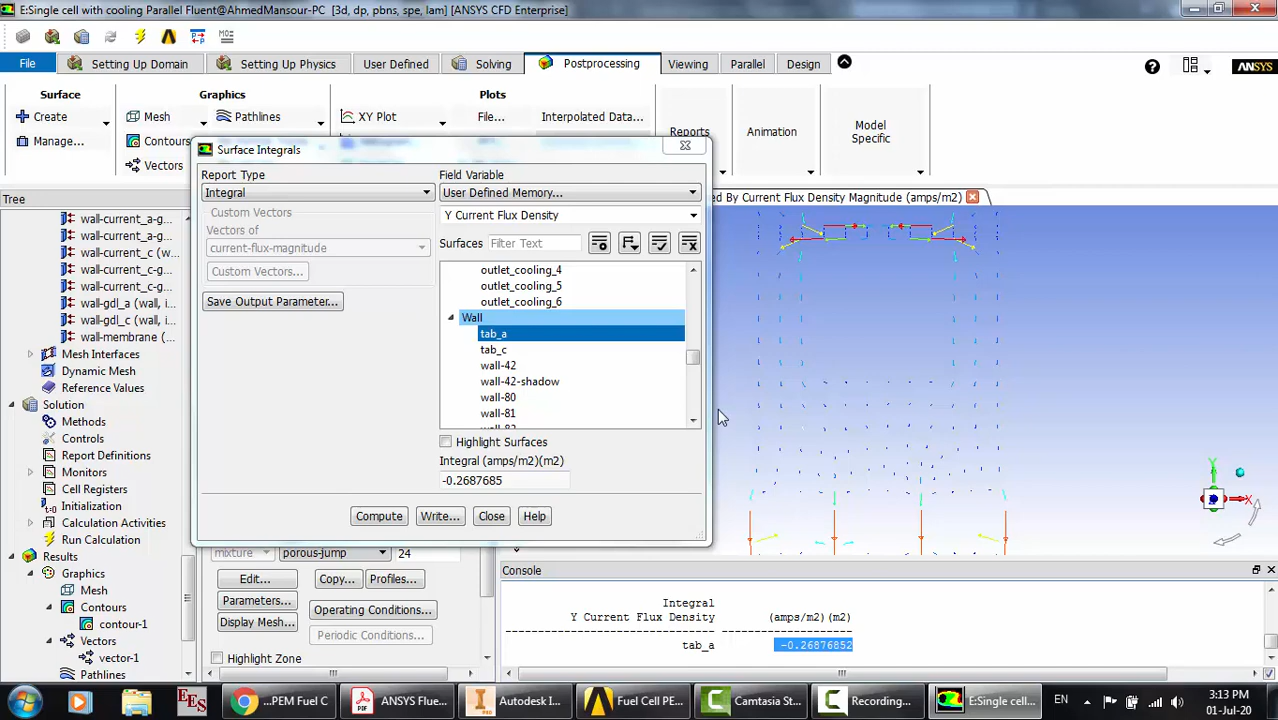 E:Single cell with cooling Parallel Fluent@AhmedMansour-PC [3d, dp, pbns, spe, lam] [ANSYS CFD Enterprise]
File
Setting Up Domain
Setting Up Physics
User Defined
Solving
Postprocessing
Viewing
Parallel
Design
ANSYS
Surface
Graphics
Plots
Create
Mesh
Pathlines
XY Plot
File...
Interpolated Data...
Manage...
Contours
Vectors
Reports
Animation
Model
Specific
Surface Integrals
Report Type
Field Variable
Integral
User Defined Memory...
Custom Vectors
Vectors of
current-flux-magnitude
Custom Vectors...
Save Output Parameter...
Y Current Flux Density
Surfaces
Filter Text
outlet_cooling_4
outlet_cooling_5
outlet_cooling_6
Wall
tab_a
tab_c
wall-42
wall-42-shadow
wall-80
wall-81
Highlight Surfaces
Integral (amps/m2)(m2)
-0.2687685
Compute
Write...
Close
Help
ed By Current Flux Density Magnitude (amps/m2)
Tree
wall-current_a-g...
wall-current_a-g...
wall-current_c (w...
wall-current_c-g...
wall-current_c-g...
wall-gdl_a (wall, i...
wall-gdl_c (wall, i...
wall-membrane (...
Mesh Interfaces
Dynamic Mesh
Reference Values
Solution
Methods
Controls
Report Definitions
Monitors
Cell Registers
Initialization
Calculation Activities
Run Calculation
Results
Graphics
Mesh
Contours
contour-1
Vectors
vector-1
Pathlines
mixture
porous-jump
24
Edit...
Copy...
Profiles...
Parameters...
Operating Conditions...
Display Mesh...
Periodic Conditions...
Highlight Zone
Y
X
Console
Integral
Y Current Flux Density (amps/m2)(m2)
-------------------------------- --------------------
tab_a -0.26876852
EES
...PEM Fuel C
ANSYS Flue...
Autodesk I...
Fuel Cell PE...
Camtasia St...
Recording...
E:Single cell...
EN
3:13 PM
01-Jul-20